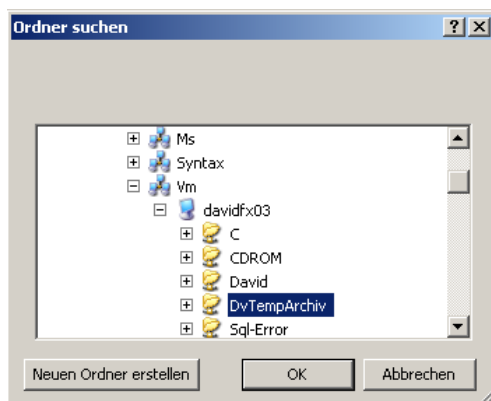 Ordner suchen
Ms
Syntax
Vm
davidfx03
C
CDROM
David
DvTempArchiv
Sql-Error
Neuen Ordner erstellen OK Abbrechen